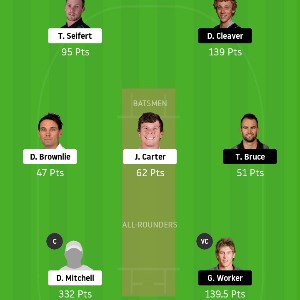 T. Seifert
D. Cleaver
95 Pts
139 Pts
BATSMEN
D. Brownlie
J. Carter
T. Bruce
47 Pts
62 Pts
51 Pts
ALL-ROUNDERS
C
VC
D. Mitchell
G. Worker
332 Pts
139.5 Pts